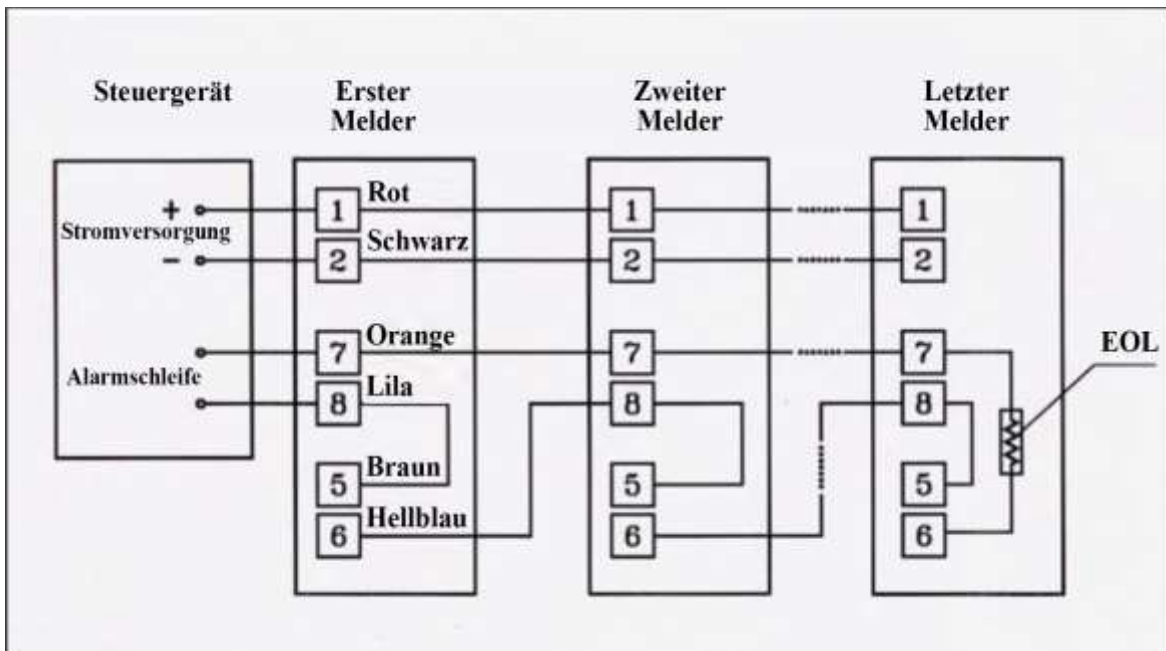 Steuergerät
Erster
Melder
Zweiter
Melder
Letzter
Melder
+
Stromversorgung
−
Alarmschleife
1 Rot
2 Schwarz
7 Orange
8 Lila
5 Braun
6 Hellblau
1
2
7
8
5
6
1
2
7
8
5
6
EOL